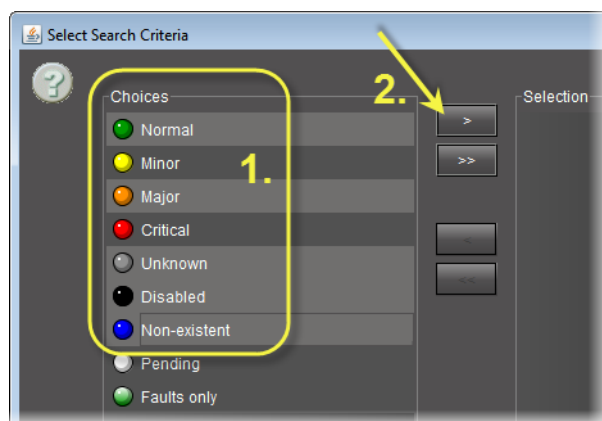 Select Search Criteria
Choices
2.
Selection
>
Normal
Minor
1.
>>
Major
Critical
<
Unknown
<<
Disabled
Non-existent
Pending
Faults only
?